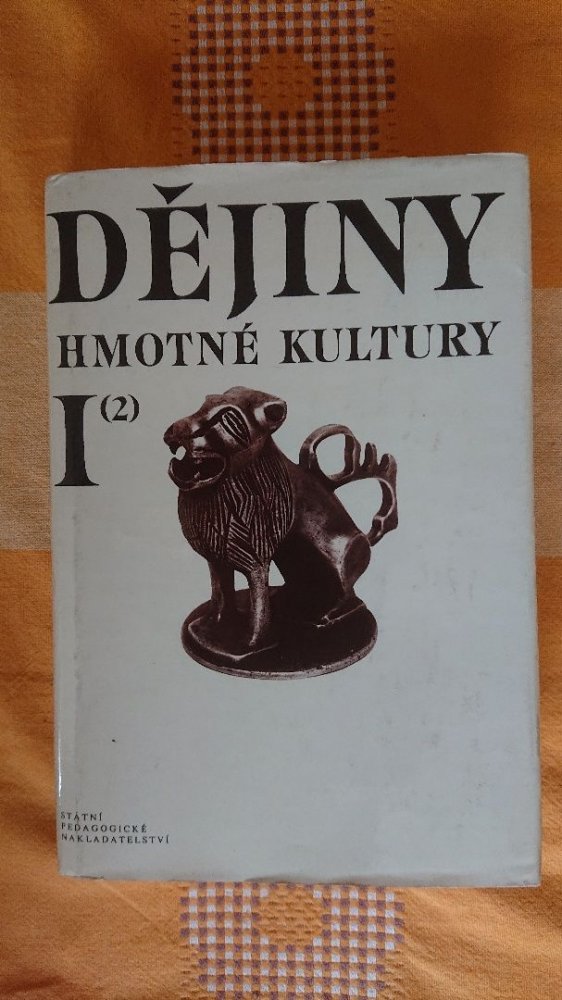 DĚJINY
HMOTNÉ KULTURY
I (2)
STÁTNÍ
PEDAGOGICKÉ
NAKLADATELSTVÍ